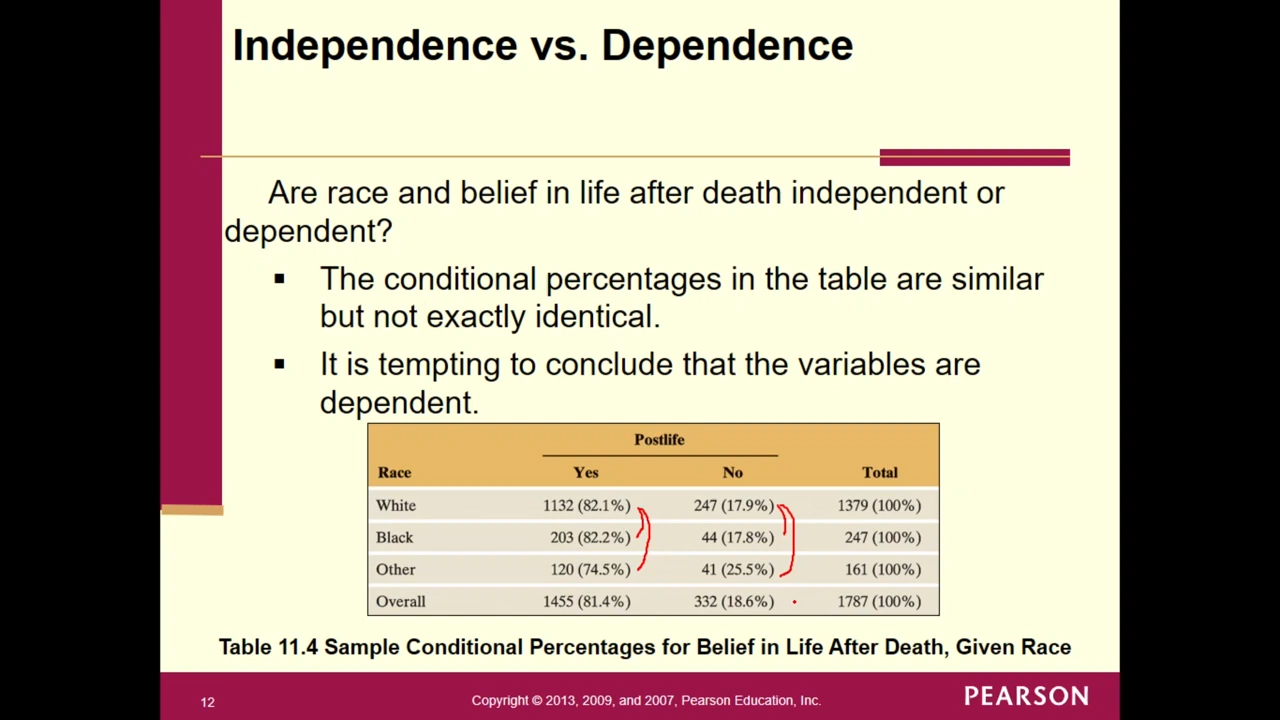 Independence vs. Dependence
Are race and belief in life after death independent or
dependent?
▪ The conditional percentages in the table are similar
but not exactly identical.
▪ It is tempting to conclude that the variables are
dependent.
Postlife
Race Yes No Total
White 1132 (82.1%) 247 (17.9%) 1379 (100%)
Black 203 (82.2%) 44 (17.8%) 247 (100%)
Other 120 (74.5%) 41 (25.5%) 161 (100%)
Overall 1455 (81.4%) 332 (18.6%) 1787 (100%)
Table 11.4 Sample Conditional Percentages for Belief in Life After Death, Given Race
12 Copyright © 2013, 2009, and 2007, Pearson Education, Inc. PEARSON